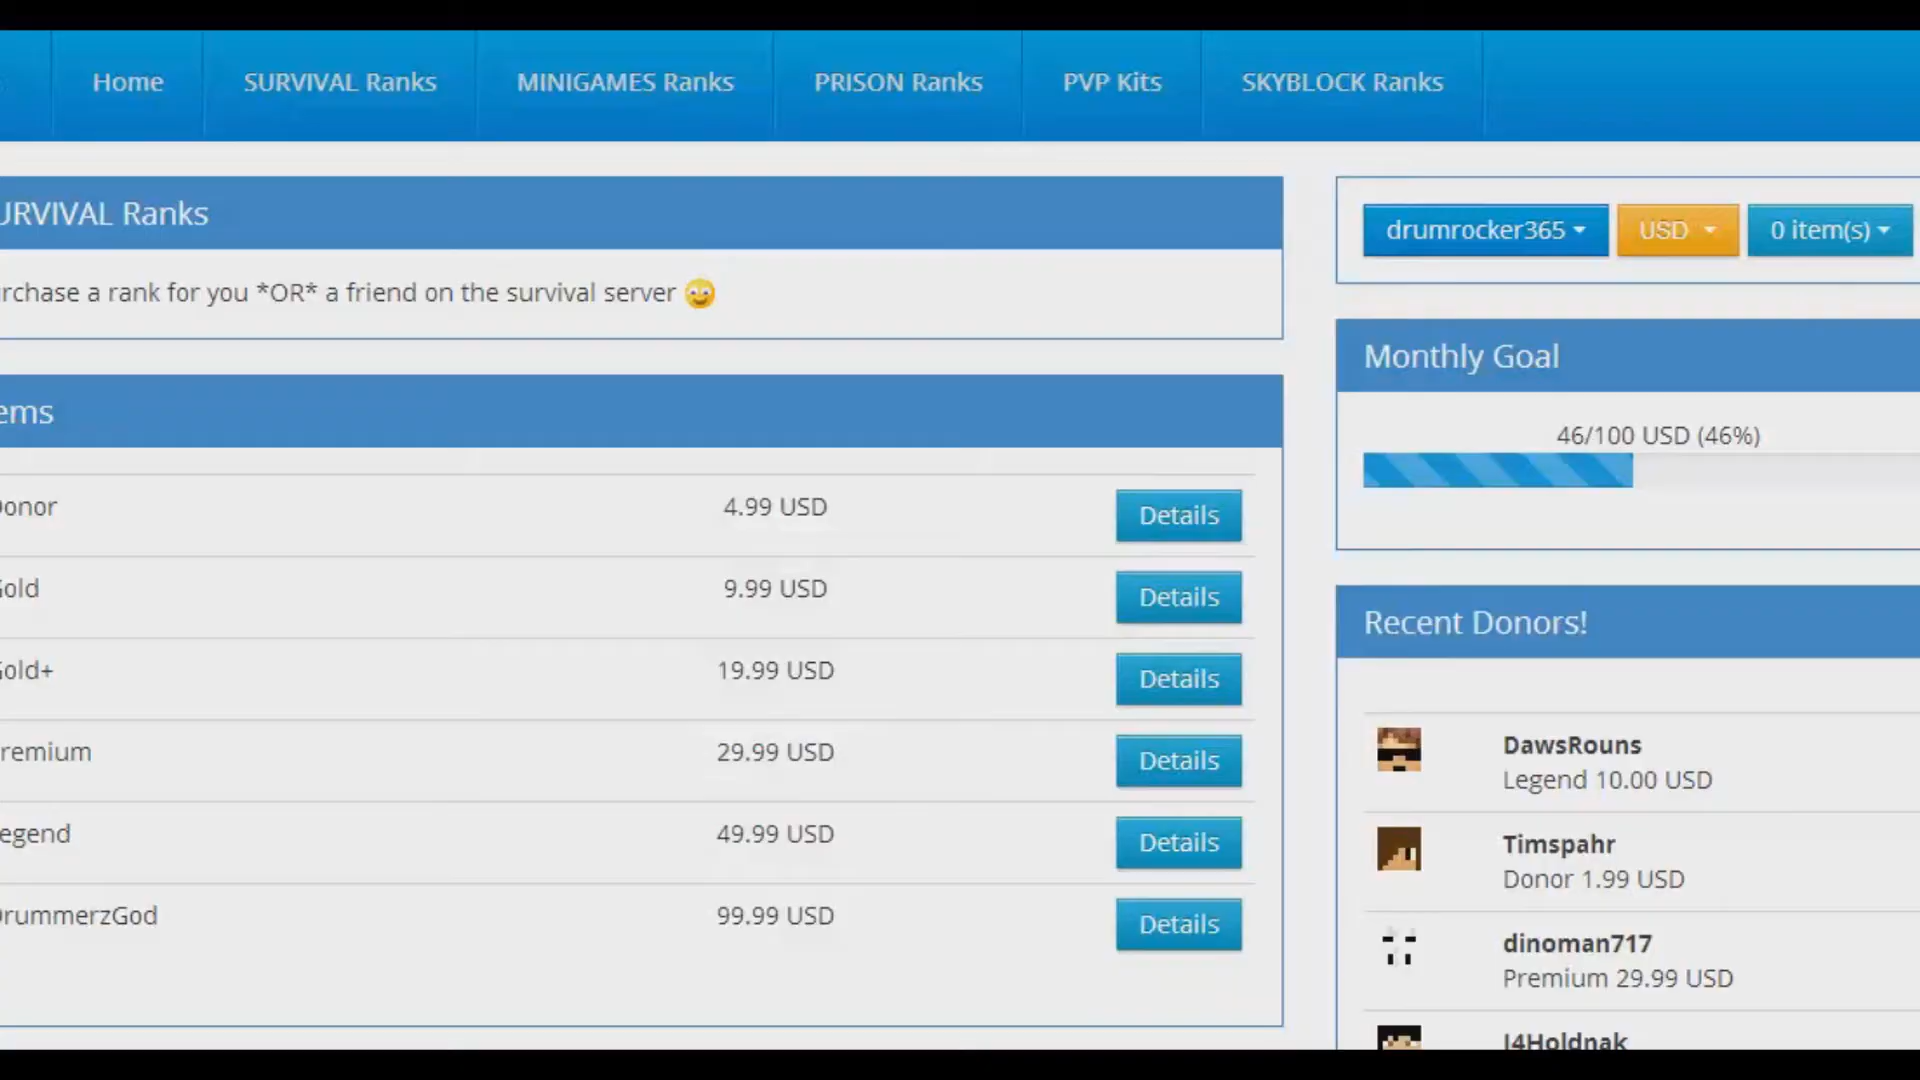 Home SURVIVAL Ranks MINIGAMES Ranks PRISON Ranks PVP Kits SKYBLOCK Ranks
URVIVAL Ranks
rchase a rank for you *OR* a friend on the survival server
drumrocker365 USD 0 item(s)
Monthly Goal
46/100 USD (46%)
ems
onor 4.99 USD Details
old 9.99 USD Details
old+ 19.99 USD Details
remium 29.99 USD Details
egend 49.99 USD Details
rummerzGod 99.99 USD Details
Recent Donors!
DawsRouns
Legend 10.00 USD
Timspahr
Donor 1.99 USD
dinoman717
Premium 29.99 USD